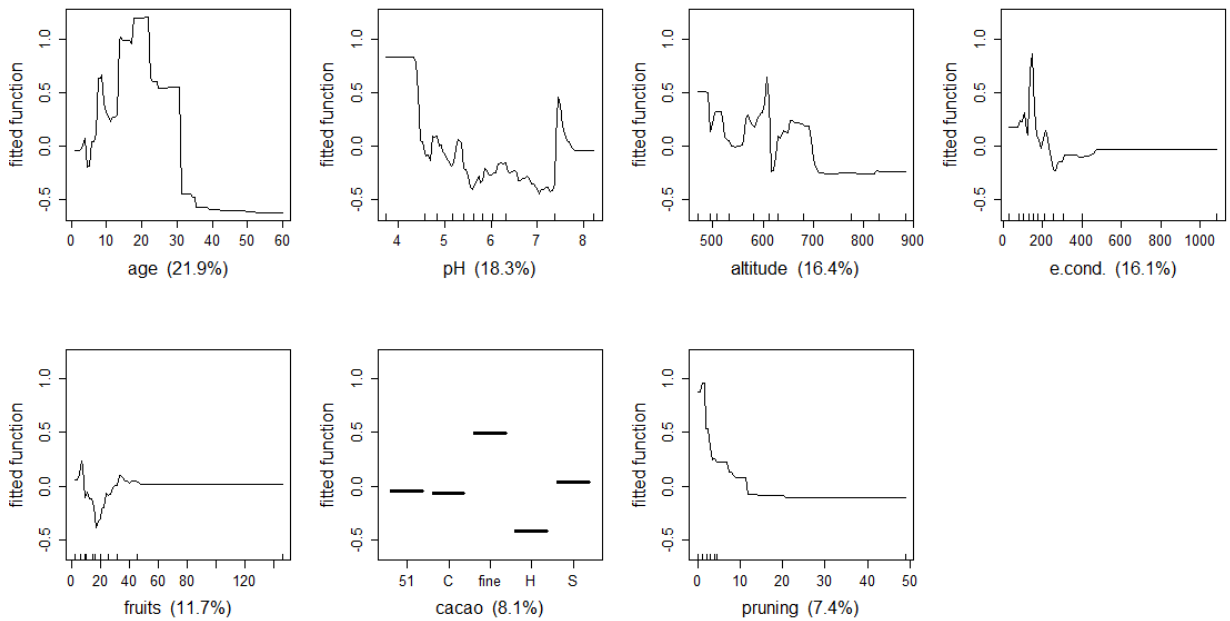 fitted function
1.0
0.5
0.0
-0.5
0 10 20 30 40 50 60
age (21.9%)
fitted function
1.0
0.5
0.0
-0.5
4 5 6 7 8
pH (18.3%)
fitted function
1.0
0.5
0.0
-0.5
500 600 700 800 900
altitude (16.4%)
fitted function
1.0
0.5
0.0
-0.5
0 200 400 600 800 1000
e.cond. (16.1%)
fitted function
1.0
0.5
0.0
-0.5
0 20 40 60 80 120
fruits (11.7%)
fitted function
1.0
0.5
0.0
-0.5
51 C fine H S
cacao (8.1%)
fitted function
1.0
0.5
0.0
-0.5
0 10 20 30 40 50
pruning (7.4%)